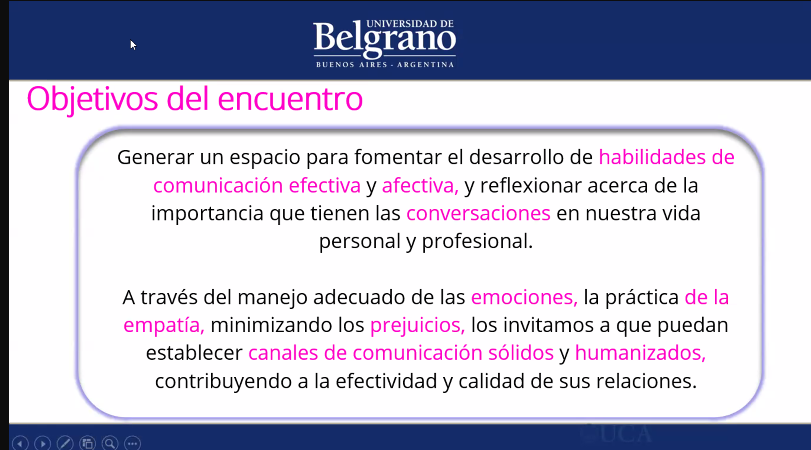 UNIVERSIDAD DE
Belgrano
BUENOS AIRES - ARGENTINA
Objetivos del encuentro
Generar un espacio para fomentar el desarrollo de habilidades de
comunicación efectiva y afectiva, y reflexionar acerca de la
importancia que tienen las conversaciones en nuestra vida
personal y profesional.
A través del manejo adecuado de las emociones, la práctica de la
empatía, minimizando los prejuicios, los invitamos a que puedan
establecer canales de comunicación sólidos y humanizados,
contribuyendo a la efectividad y calidad de sus relaciones.
UCA